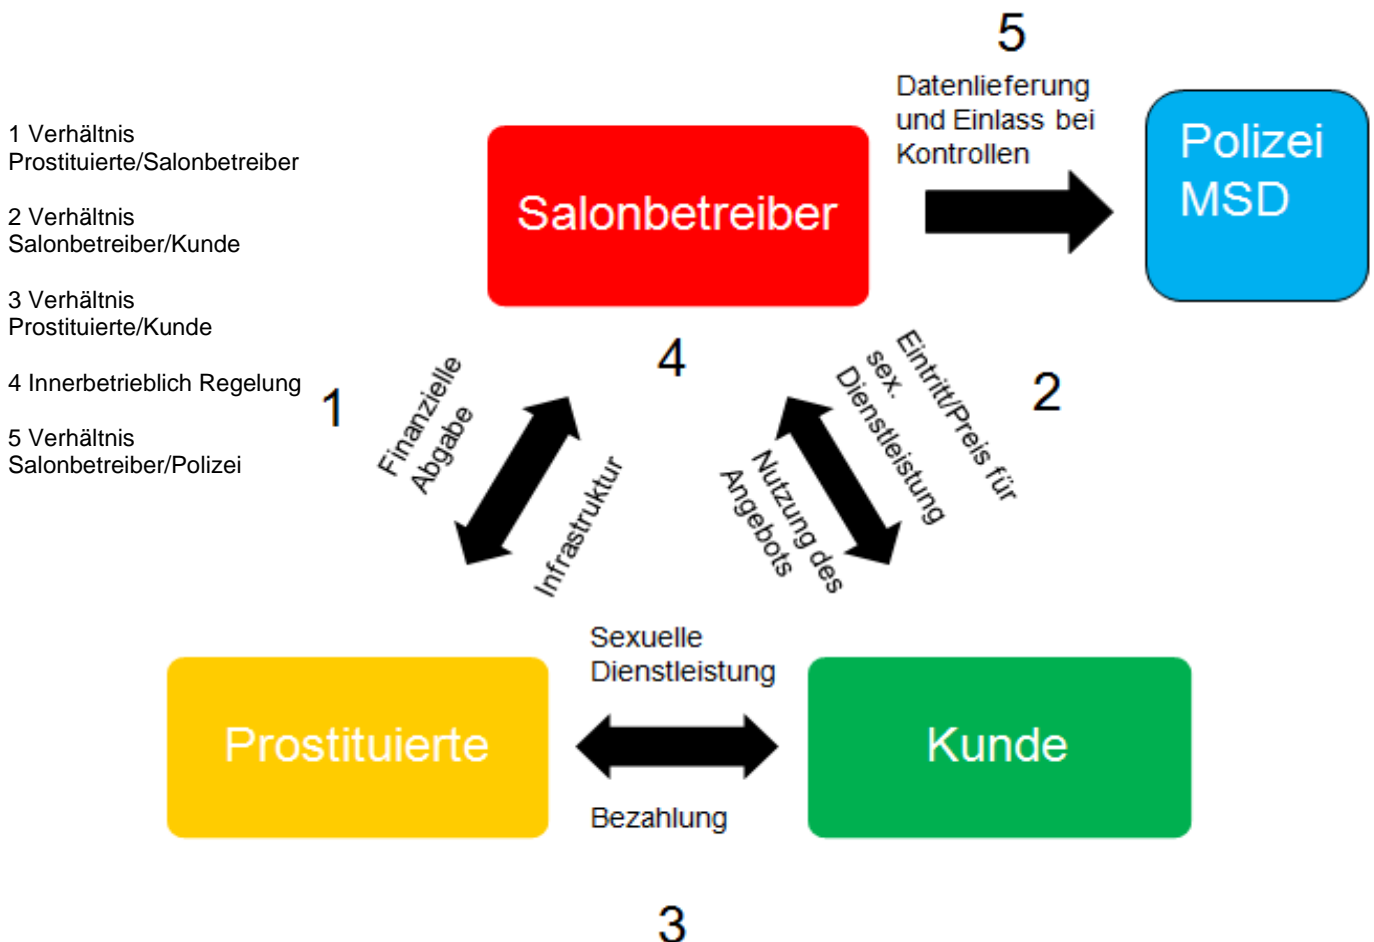 5
Datenlieferung
und Einlass bei
Kontrollen
Polizei
MSD
1 Verhältnis
Prostituierte/Salonbetreiber
2 Verhältnis
Salonbetreiber/Kunde
3 Verhältnis
Prostituierte/Kunde
4 Innerbetrieblich Regelung
5 Verhältnis
Salonbetreiber/Polizei
Salonbetreiber
4
1
Finanzielle
Abgabe
Infrastruktur
2
Eintritt/Preis für
sex.
Dienstleistung
Nutzung des
Angebots
Sexuelle
Dienstleistung
Prostituierte
Kunde
Bezahlung
3